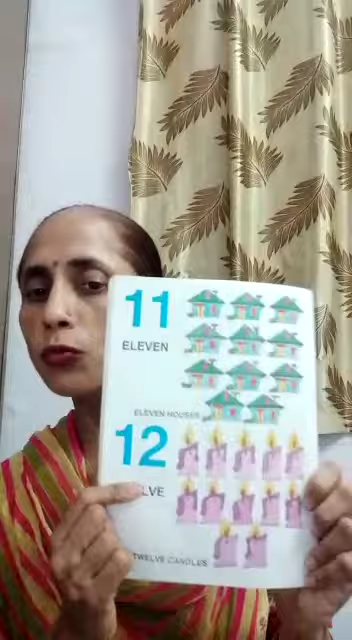 11
ELEVEN
ELEVEN HOUSES
12
LVE
TWELVE CANDLES